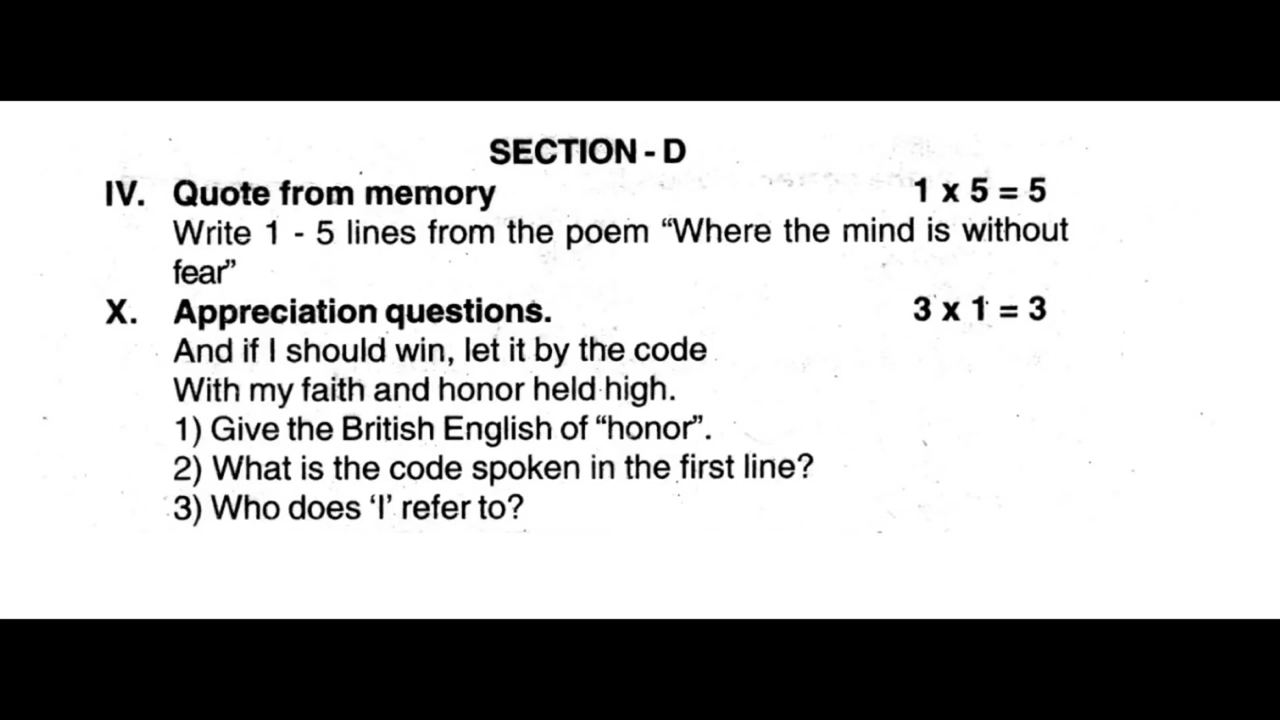 SECTION - D
IV. Quote from memory 1 x 5 = 5
Write 1 - 5 lines from the poem “Where the mind is without
fear”
X. Appreciation questions. 3 x 1 = 3
And if I should win, let it by the code
With my faith and honor held high.
1) Give the British English of “honor”.
2) What is the code spoken in the first line?
3) Who does ‘I’ refer to?